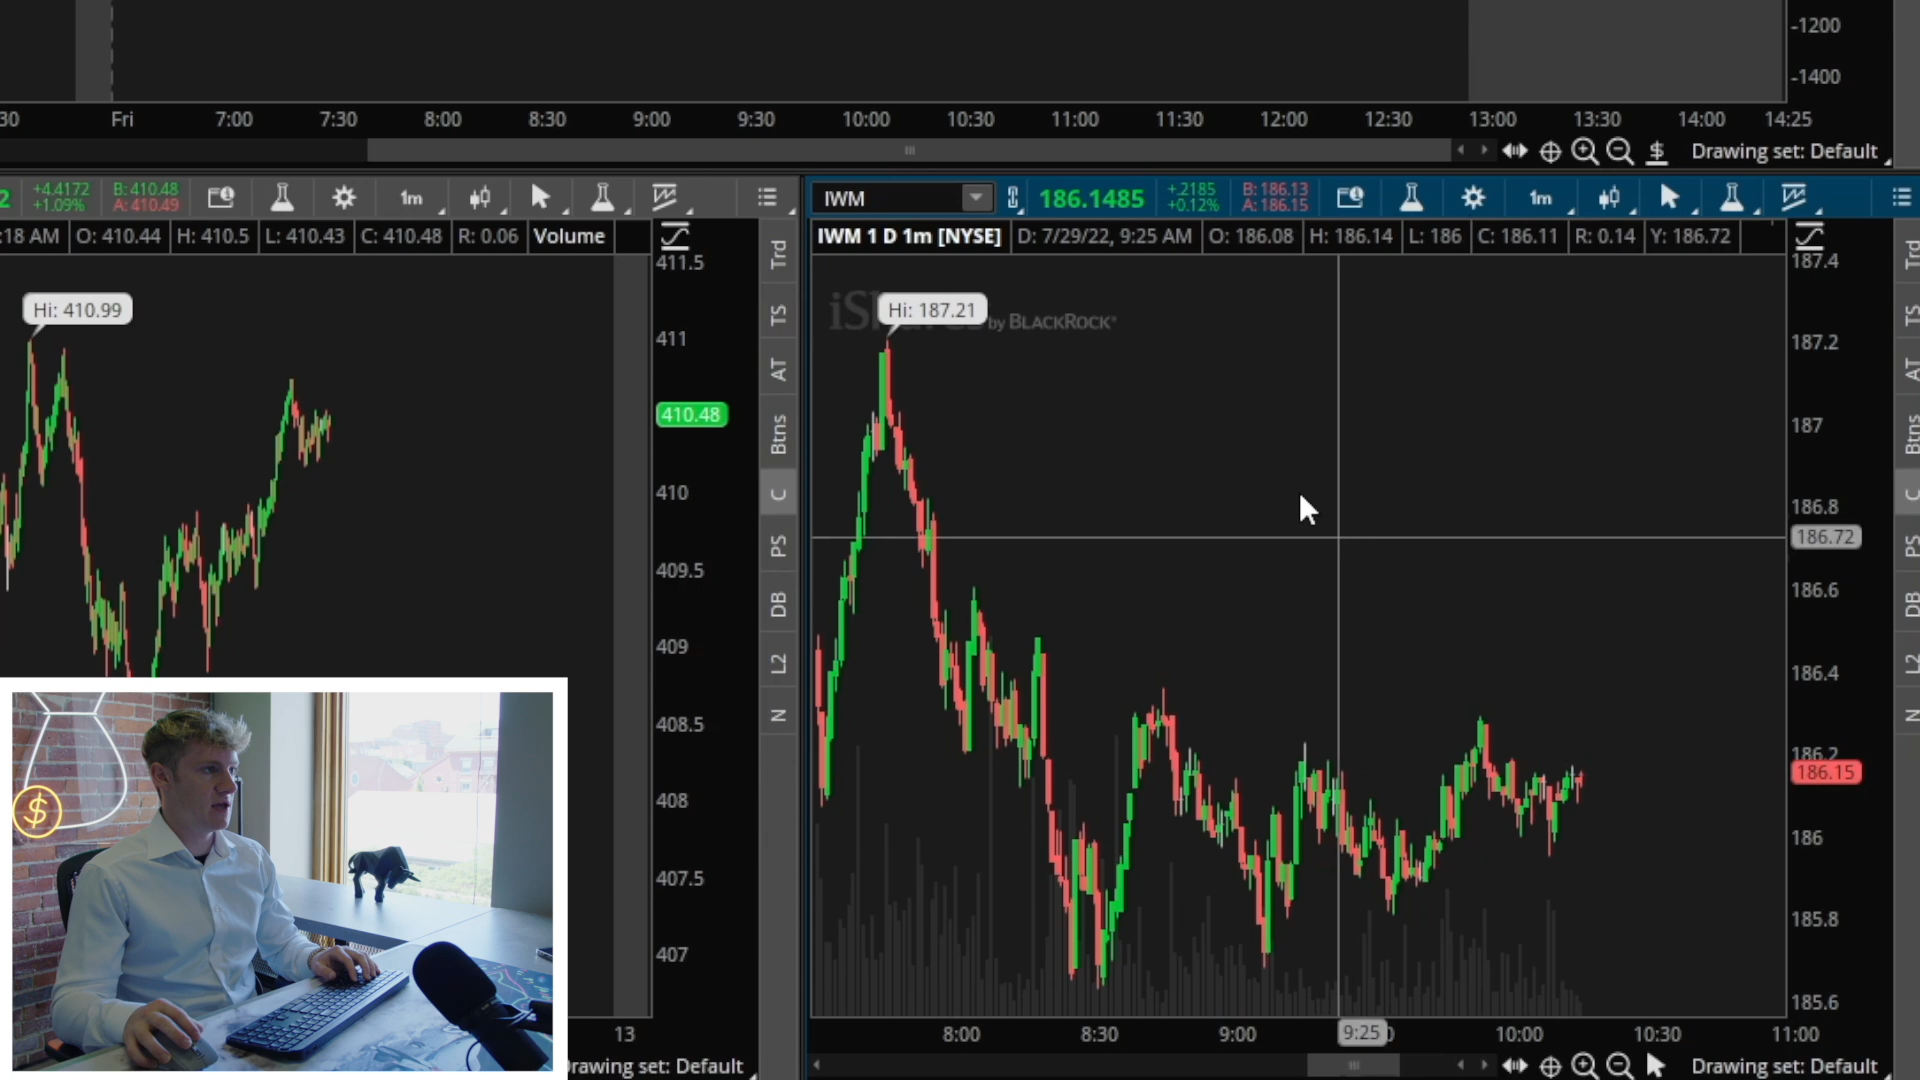 -1200
-1400
30 Fri 7:00 7:30 8:00 8:30 9:00 9:30 10:00 10:30 11:00 11:30 12:00 12:30 13:00 13:30 14:00 14:25
$ Drawing set: Default
2 +4.4172 +1.09% B: 410.48 A: 410.49 1m
:18 AM O: 410.44 H: 410.5 L: 410.43 C: 410.48 R: 0.06 Volume
Hi: 410.99
411.5
411
410.48
410
409.5
409
408.5
408
407.5
407
13
rawing set: Default
Trd
TS
AT
Btns
C
PS
DB
L2
N
$
IWM 186.1485 +.2185 +0.12% B: 186.13 A: 186.15 1m
IWM 1 D 1m [NYSE] D: 7/29/22, 9:25 AM O: 186.08 H: 186.14 L: 186 C: 186.11 R: 0.14 Y: 186.72
Hi: 187.21
by BLACKROCK®
187.4
187.2
187
186.8
186.72
186.6
186.4
186.2
186.15
186
185.8
185.6
8:00 8:30 9:00 9:25 10:00 10:30 11:00
Drawing set: Default
Trd
TS
AT
Btns
C
PS
DB
L2
N